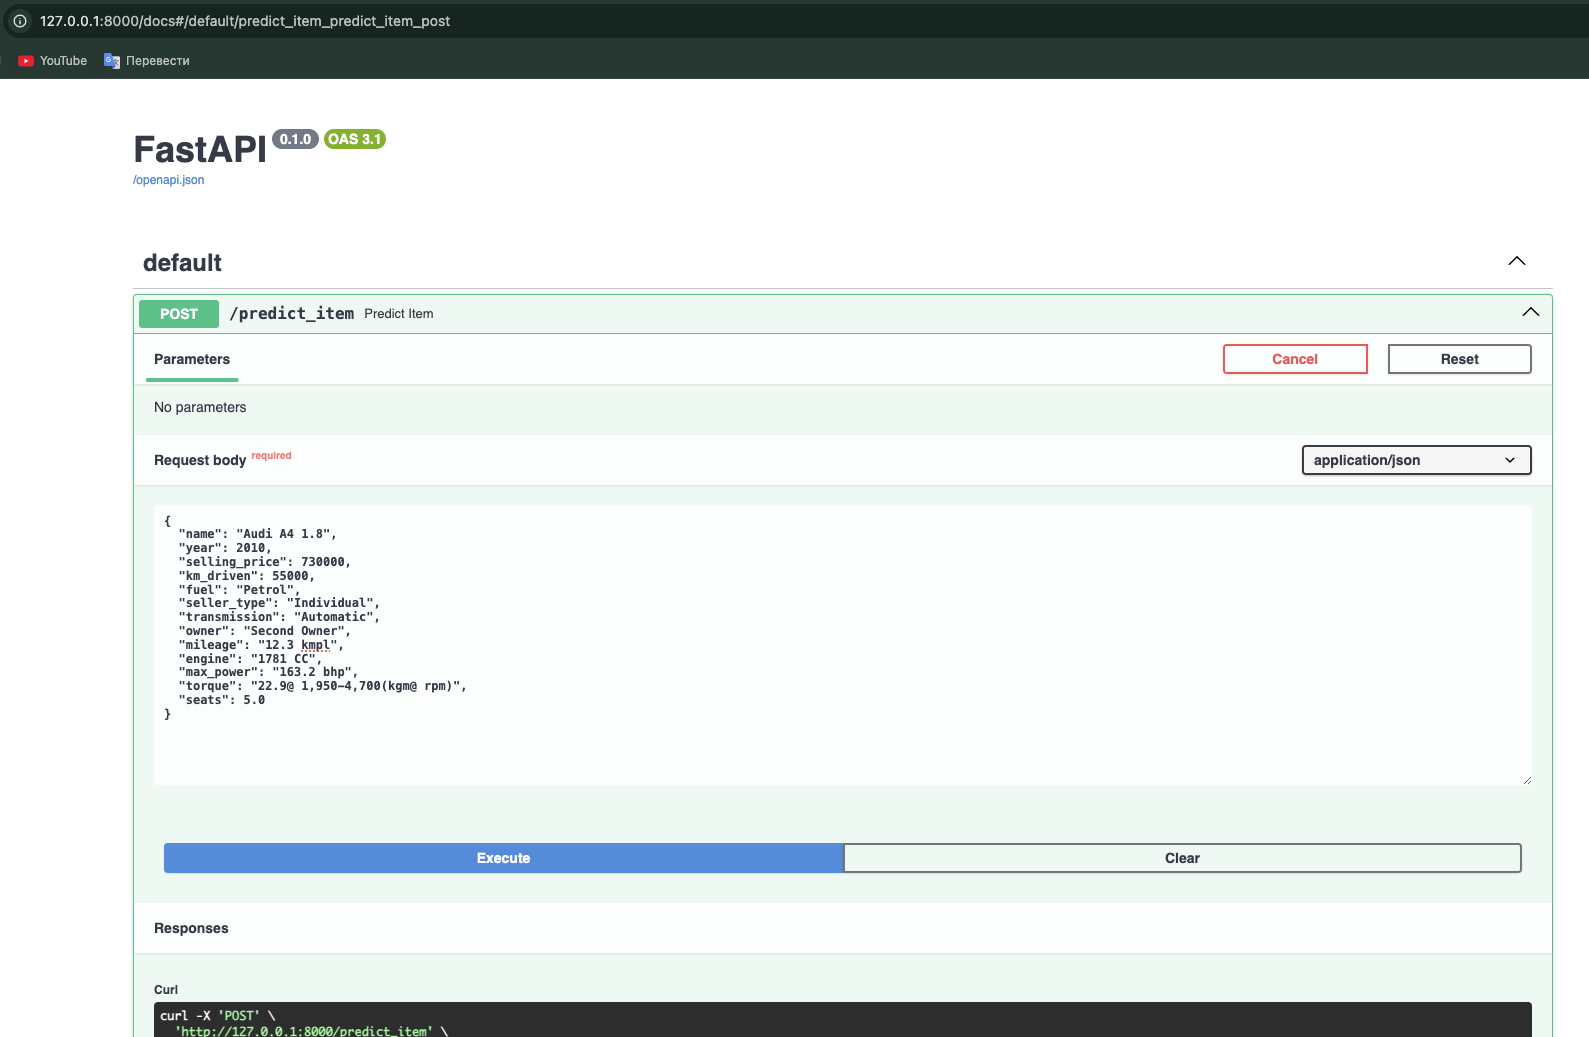 127.0.0.1:8000/docs#/default/predict_item_predict_item_post
YouTube Перевести
FastAPI 0.1.0 OAS 3.1
/openapi.json
default
POST /predict_item Predict Item
Parameters Cancel Reset
No parameters
Request body required application/json
{
"name": "Audi A4 1.8",
"year": 2010,
"selling_price": 730000,
"km_driven": 55000,
"fuel": "Petrol",
"seller_type": "Individual",
"transmission": "Automatic",
"owner": "Second Owner",
"mileage": "12.3 kmpl",
"engine": "1781 CC",
"max_power": "163.2 bhp",
"torque": "22.9@ 1,950-4,700(kgm@ rpm)",
"seats": 5.0
}
Execute Clear
Responses
Curl
curl -X 'POST' \
'http://127.0.0.1:8000/predict_item' \